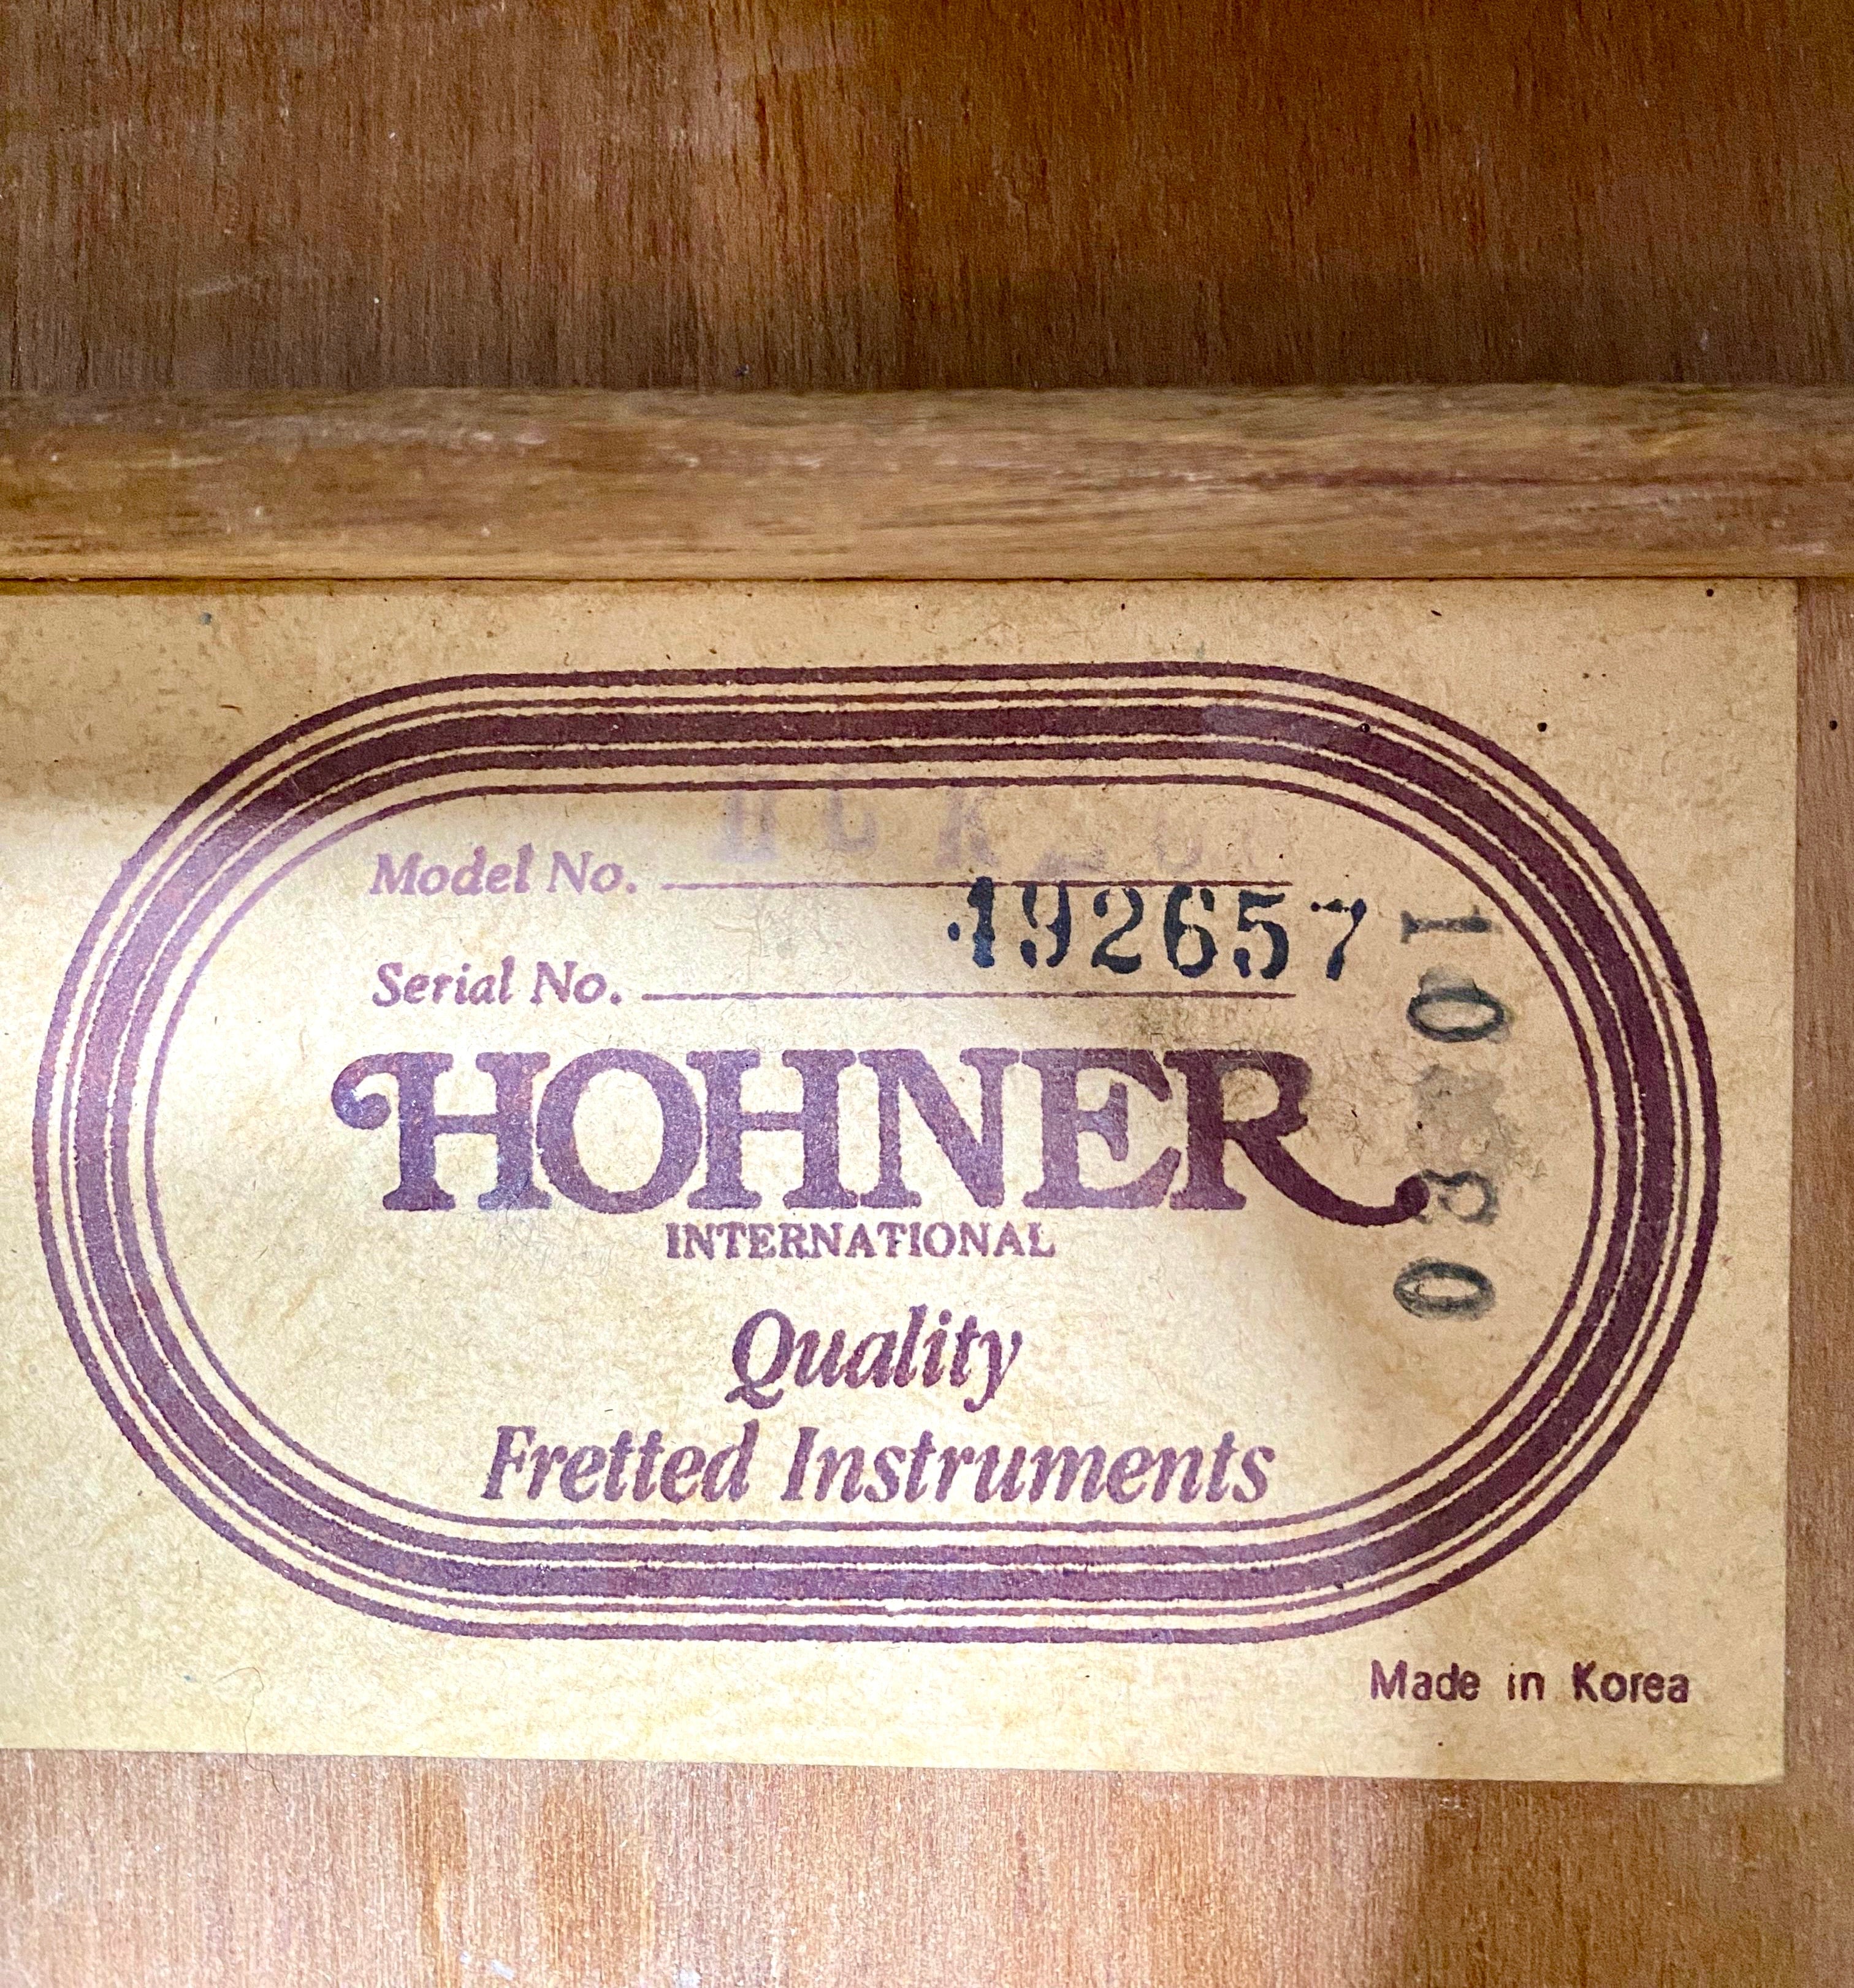 Model No.
Serial No. 192657
HOHNER
INTERNATIONAL
Quality
Fretted Instruments
Made in Korea